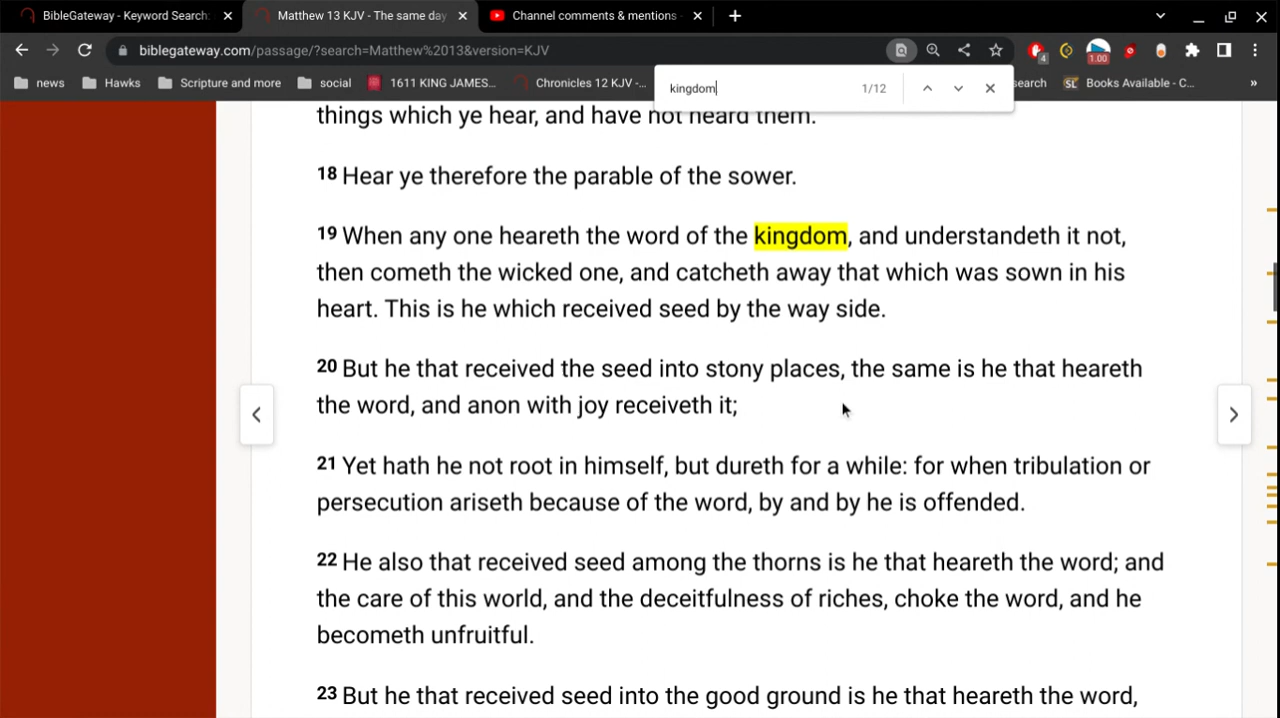 BibleGateway - Keyword Search:
Matthew 13 KJV - The same day
Channel comments & mentions -
biblegateway.com/passage/?search=Matthew%2013&version=KJV
4
1.00
news
Hawks
Scripture and more
social
1611 KING JAMES...
Chronicles 12 KJV -...
kingdom
1/12
search
Books Available - C...
»
things which ye hear, and have not heard them.
18 Hear ye therefore the parable of the sower.
19 When any one heareth the word of the kingdom, and understandeth it not,
then cometh the wicked one, and catcheth away that which was sown in his
heart. This is he which received seed by the way side.
20 But he that received the seed into stony places, the same is he that heareth
the word, and anon with joy receiveth it;
21 Yet hath he not root in himself, but dureth for a while: for when tribulation or
persecution ariseth because of the word, by and by he is offended.
22 He also that received seed among the thorns is he that heareth the word; and
the care of this world, and the deceitfulness of riches, choke the word, and he
becometh unfruitful.
23 But he that received seed into the good ground is he that heareth the word,